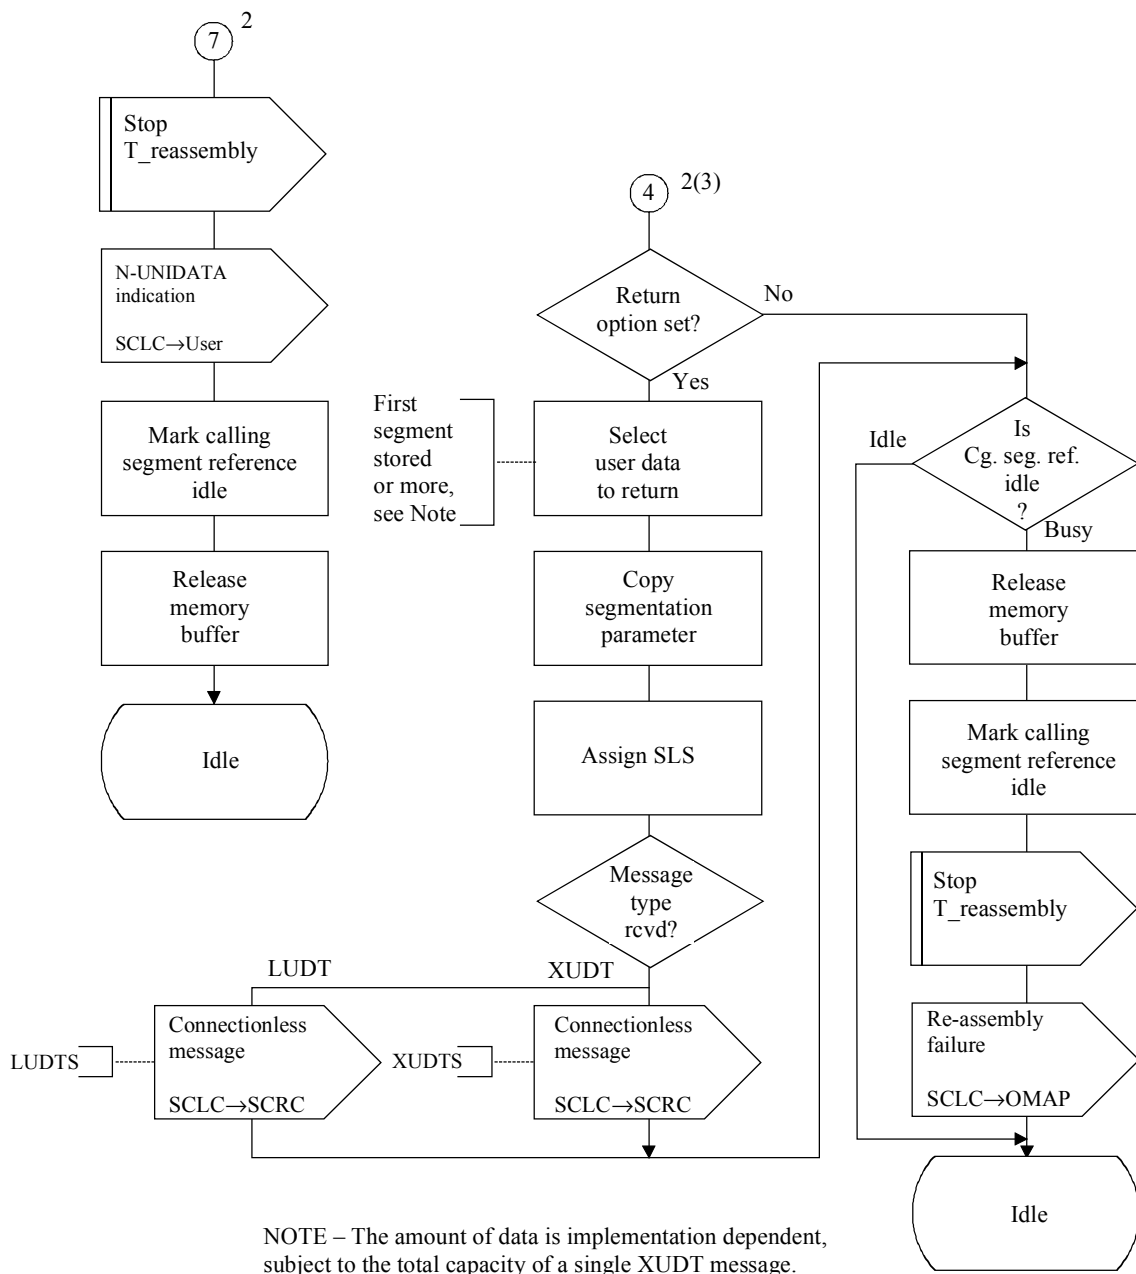 7
2
Stop
T_reassembly
N-UNIDATA
indication
SCLC→User
Mark calling
segment reference
idle
Release
memory
buffer
Idle
4
2(3)
Return
option set?
No
Yes
First
segment
stored
or more,
see Note
Select
user data
to return
Copy
segmentation
parameter
Assign SLS
Message
type
rcvd?
LUDT
XUDT
LUDTS
Connectionless
message
SCLC→SCRC
XUDTS
Connectionless
message
SCLC→SCRC
Idle
Is
Cg. seg. ref.
idle
?
Busy
Release
memory
buffer
Mark calling
segment reference
idle
Stop
T_reassembly
Re-assembly
failure
SCLC→OMAP
Idle
NOTE – The amount of data is implementation dependent,
subject to the total capacity of a single XUDT message.